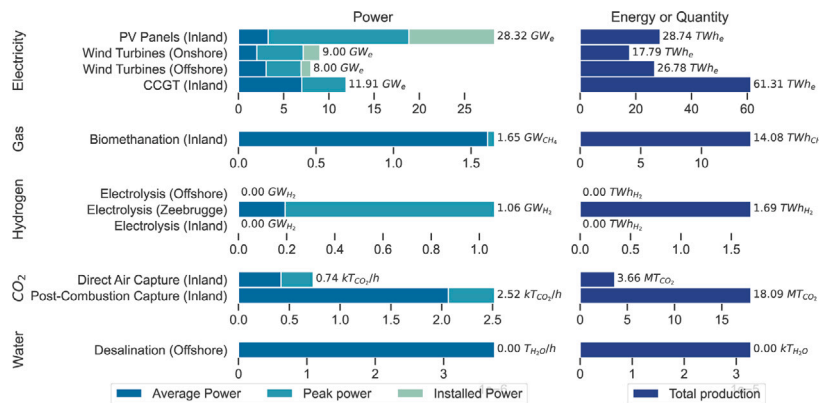 Power
Energy or Quantity
Electricity
PV Panels (Inland)
28.32 GWe
28.74 TWhe
Wind Turbines (Onshore)
9.00 GWe
17.79 TWhe
Wind Turbines (Offshore)
8.00 GWe
26.78 TWhe
CCGT (Inland)
11.91 GWe
61.31 TWhe
0 5 10 15 20 25
0 10 20 30 40 50 60
Gas
Biomethanation (Inland)
1.65 GWCH₄
14.08 TWhCH
0.0 0.5 1.0 1.5
0 5 10
Hydrogen
Electrolysis (Offshore)
0.00 GWH₂
0.00 TWhH₂
Electrolysis (Zeebrugge)
1.06 GWH₂
1.69 TWhH₂
Electrolysis (Inland)
0.00 GWH₂
0.00 TWhH₂
0.0 0.2 0.4 0.6 0.8 1.0
0.0 0.5 1.0 1.5
CO₂
Direct Air Capture (Inland)
0.74 kTCO₂/h
3.66 MTCO₂
Post-Combustion Capture (Inland)
2.52 kTCO₂/h
18.09 MTCO₂
0.0 0.5 1.0 1.5 2.0 2.5
0 5 10 15
Water
Desalination (Offshore)
0.00 TH₂O/h
0.00 kTH₂O
0 1 2 3
0 1 2 3
Average Power
Peak power
Installed Power
Total production